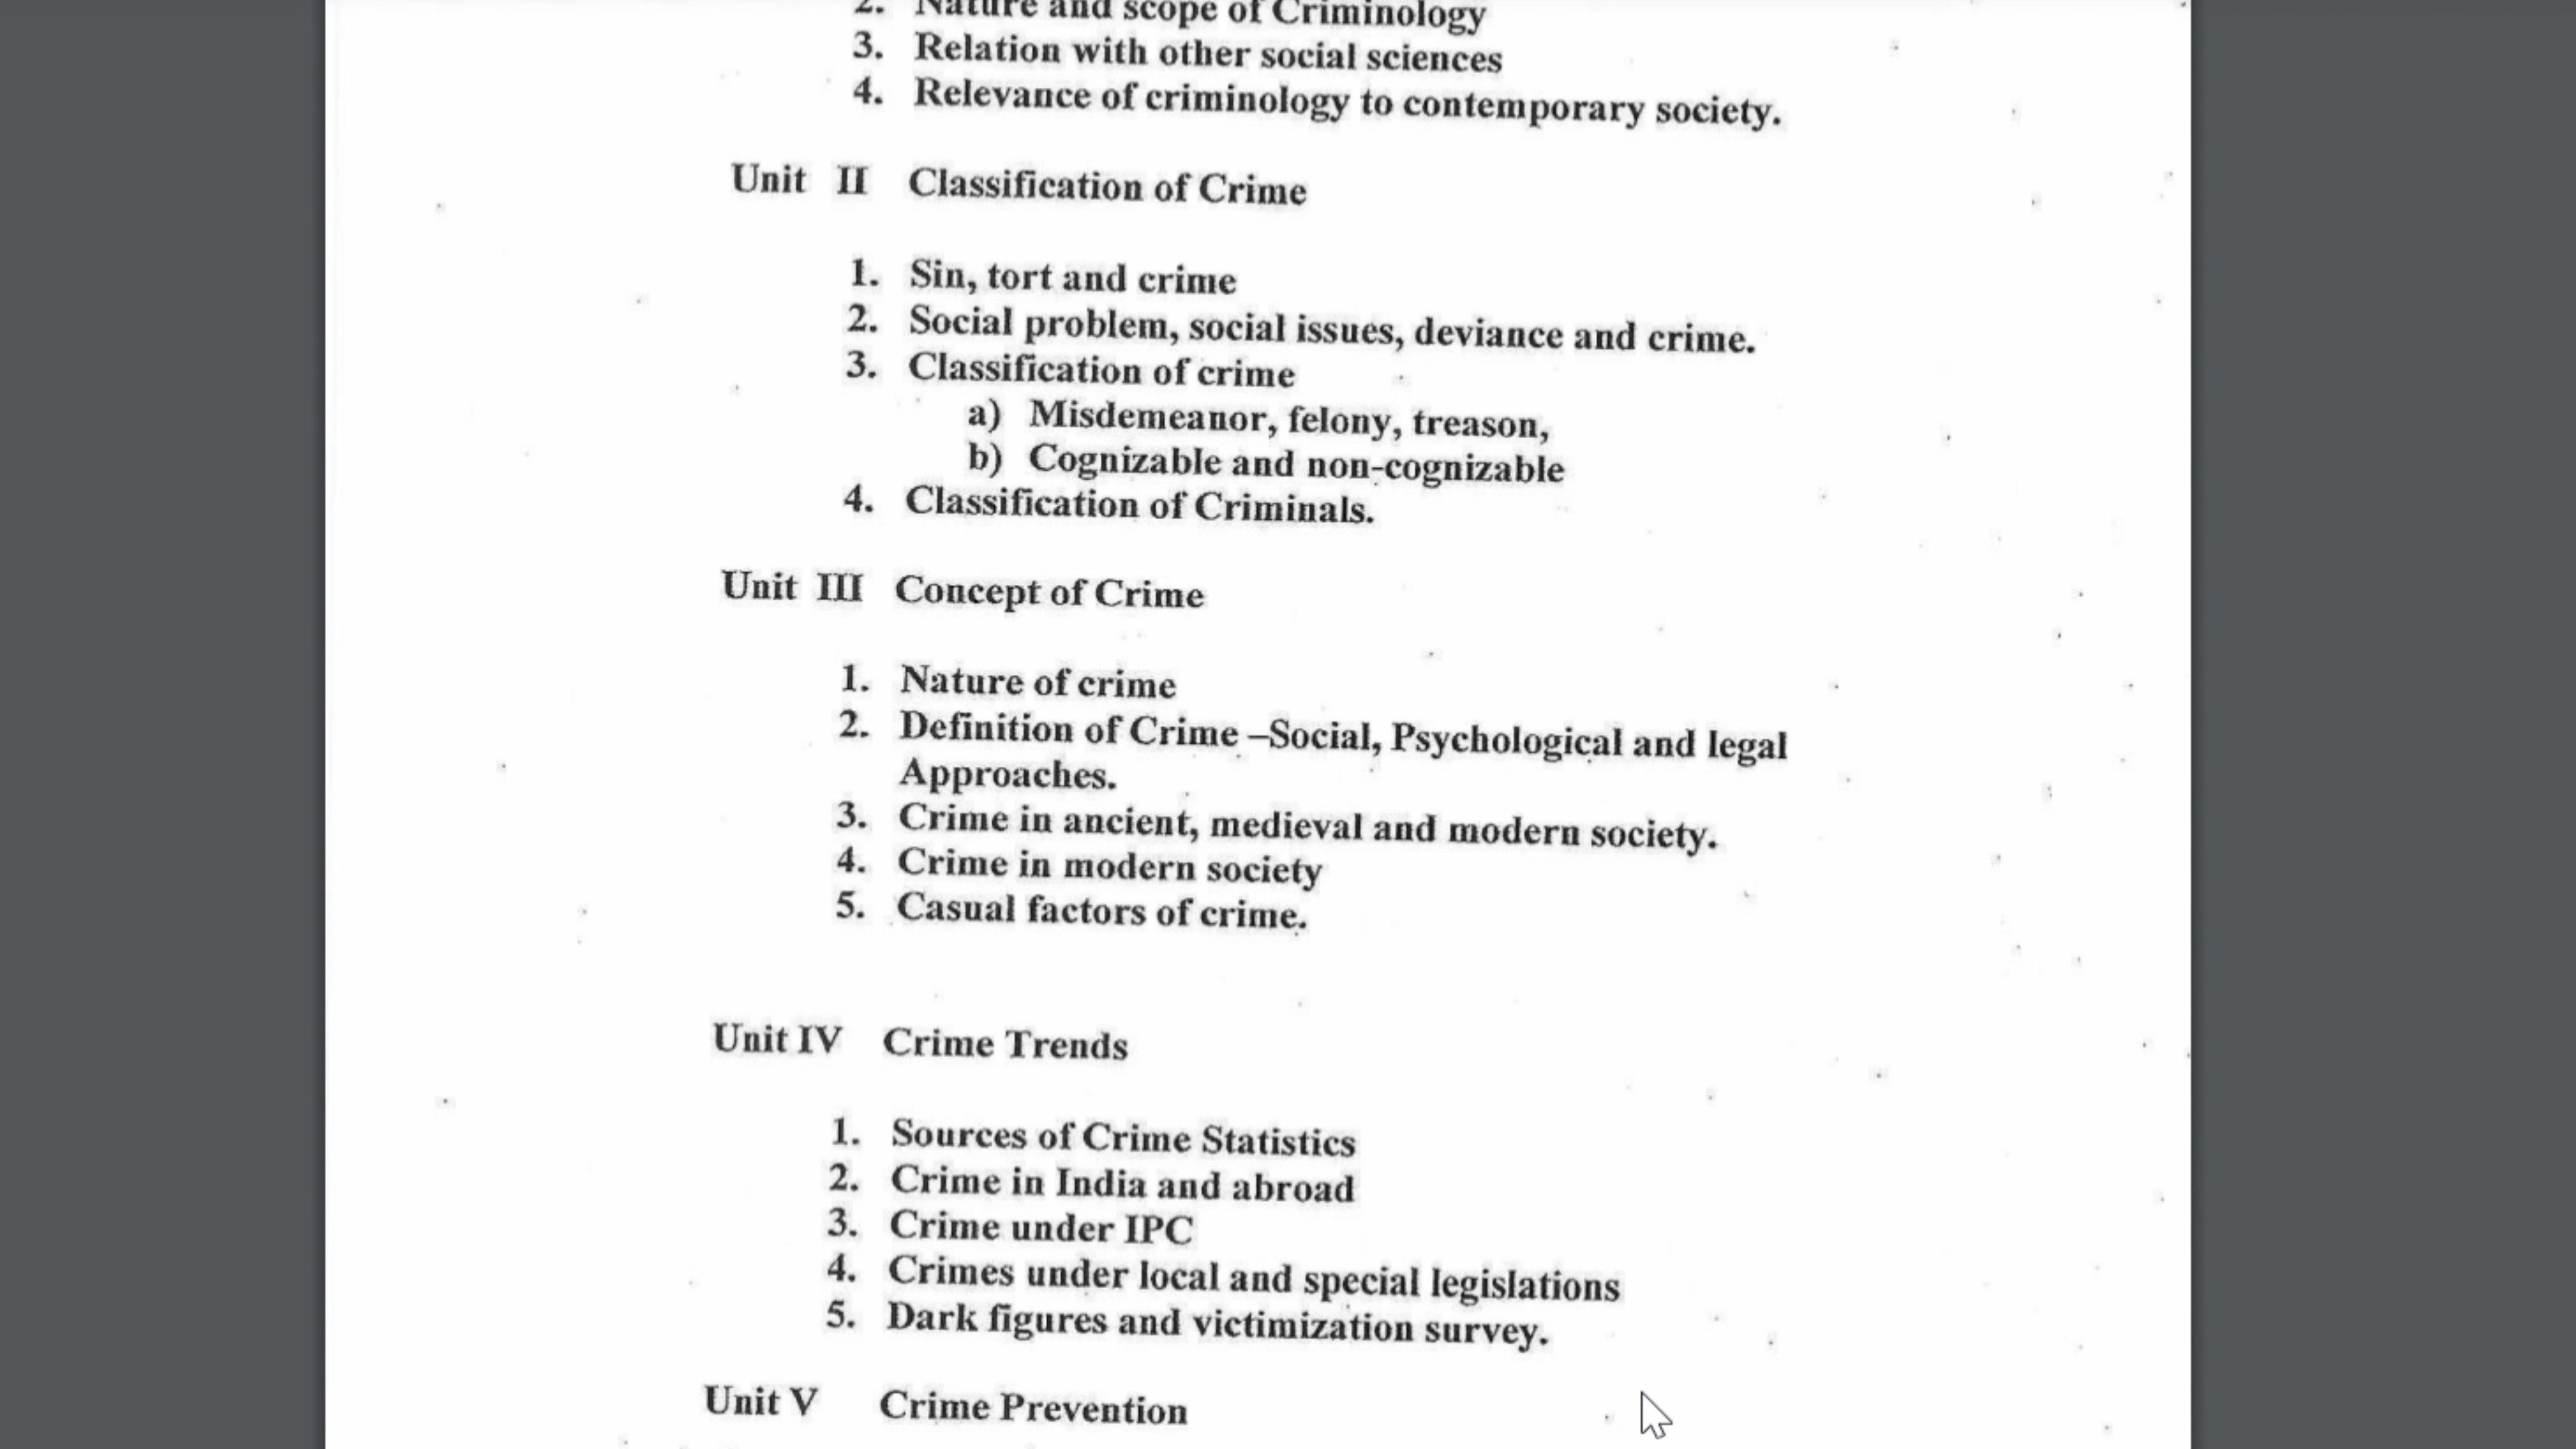 2. Nature and scope of Criminology
3. Relation with other social sciences
4. Relevance of criminology to contemporary society.
Unit II Classification of Crime
1. Sin, tort and crime
2. Social problem, social issues, deviance and crime.
3. Classification of crime
a) Misdemeanor, felony, treason,
b) Cognizable and non-cognizable
4. Classification of Criminals.
Unit III Concept of Crime
1. Nature of crime
2. Definition of Crime –Social, Psychological and legal
Approaches.
3. Crime in ancient, medieval and modern society.
4. Crime in modern society
5. Casual factors of crime.
Unit IV Crime Trends
1. Sources of Crime Statistics
2. Crime in India and abroad
3. Crime under IPC
4. Crimes under local and special legislations
5. Dark figures and victimization survey.
Unit V Crime Prevention